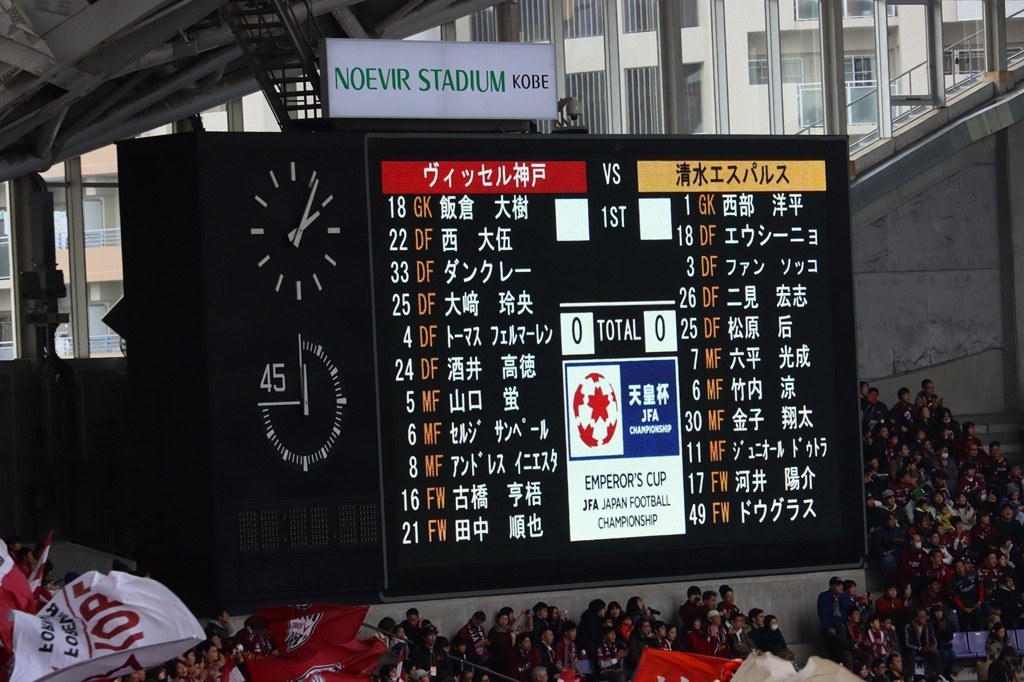 NOEVIR STADIUM KOBE
ヴィッセル神戸 VS 清水エスパルス
1ST
18 GK 飯倉 大樹
22 DF 西 大伍
33 DF ダンクレー
25 DF 大﨑 玲央
4 DF トーマス フェルマーレン
24 DF 酒井 高徳
5 MF 山口 蛍
6 MF セルジ サンペール
8 MF アンドレス イニエスタ
16 FW 古橋 亨梧
21 FW 田中 順也
0 TOTAL 0
天皇杯
JFA
CHAMPIONSHIP
EMPEROR'S CUP
JFA JAPAN FOOTBALL
CHAMPIONSHIP
1 GK 西部 洋平
18 DF エウシーニョ
3 DF ファン ソッコ
26 DF 二見 宏志
25 DF 松原 后
7 MF 六平 光成
6 MF 竹内 涼
30 MF 金子 翔太
11 MF ジュニオール ドゥトラ
17 FW 河井 陽介
49 FW ドウグラス
45